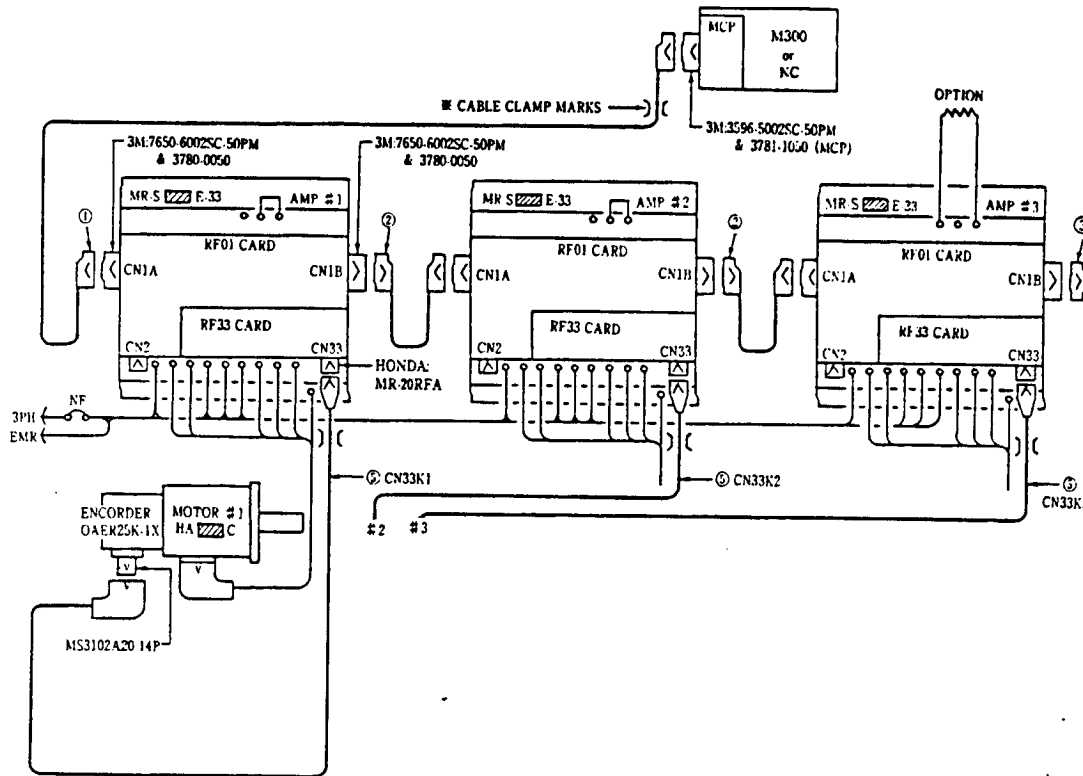 MCP
M300
or
NC
※ CABLE CLAMP MARKS
3M:3596-5002SC-50PM
& 3781-1050 (MCP)
OPTION
3M:7650-6002SC-50PM
& 3780-0050
3M:7650-6002SC-50PM
& 3780-0050
①
MR-S E-33 AMP #1
RF01 CARD
CN1A
CN1B
RF33 CARD
CN2
CN33
②
HONDA:
MR-20RFA
MR-S E-33 AMP #2
RF01 CARD
CN1A
CN1B
RF33 CARD
CN2
CN33
MR-S E-33 AMP #3
RF01 CARD
CN1A
CN1B
RF33 CARD
CN2
CN33
NF
3PH
EMR
⑤ CN33K1
⑤ CN33K2
⑤
#2
#3
ENCORDER
OAER25K-1X
MOTOR #1
HA C
MS3102A20-14P